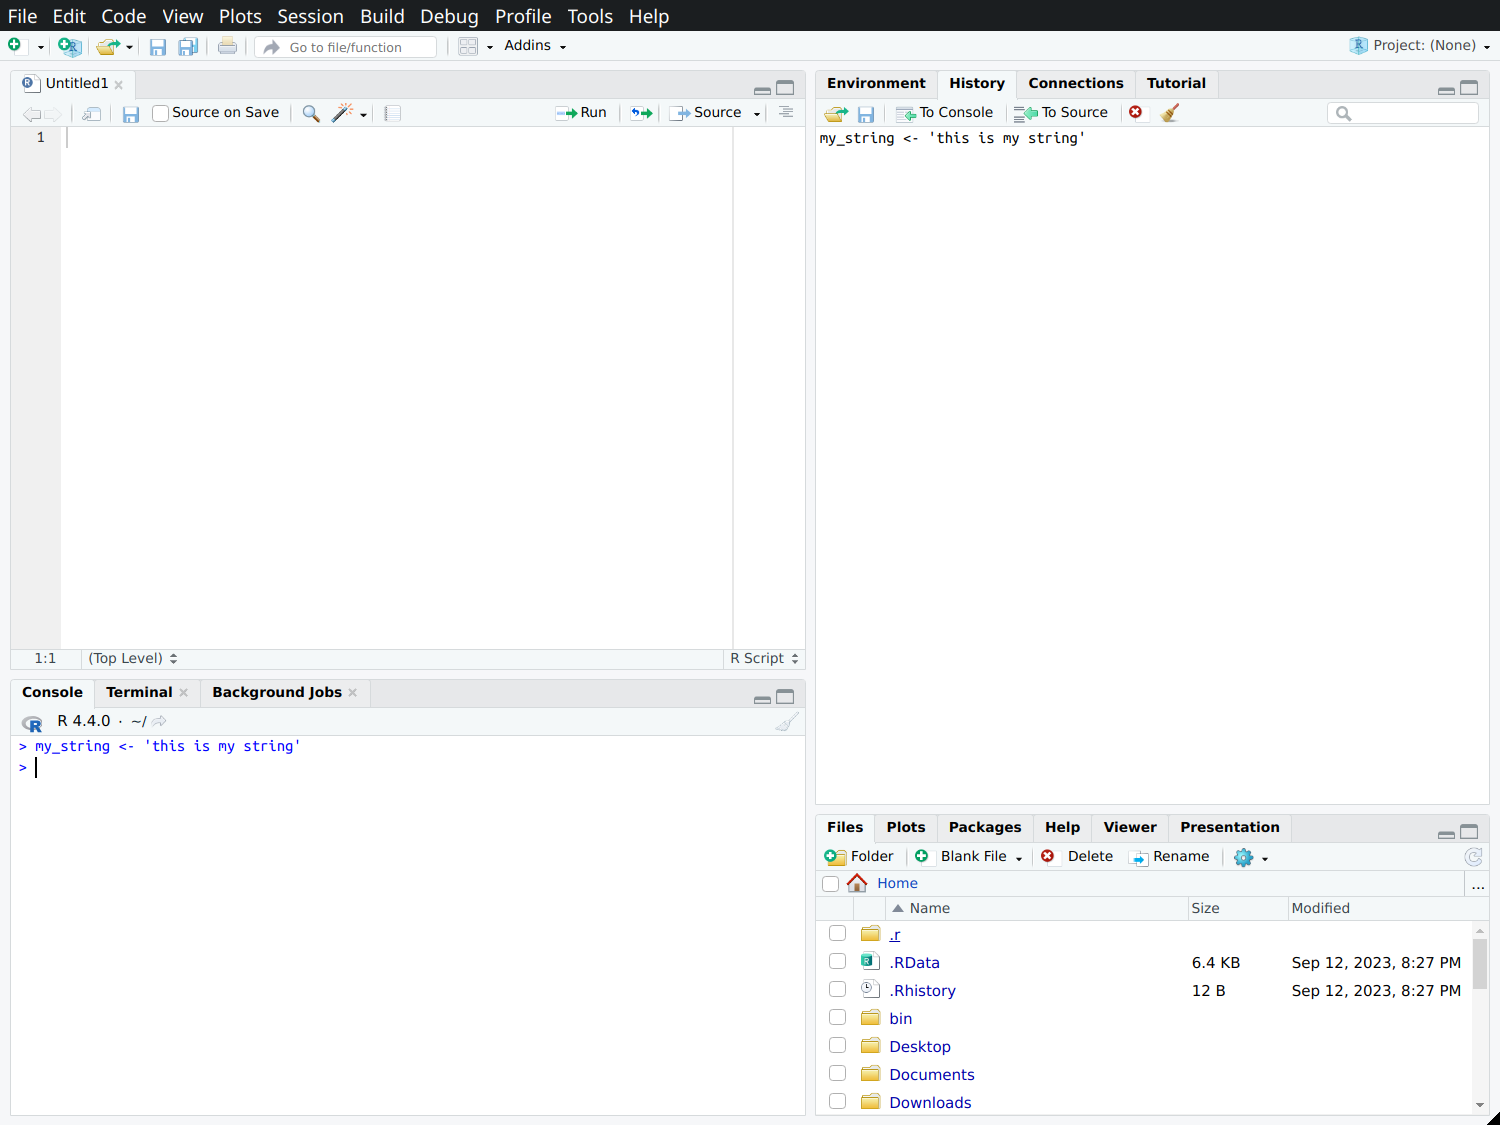 File Edit Code View Plots Session Build Debug Profile Tools Help
Go to file/function Addins Project: (None)
Untitled1
Source on Save Run Source
1
1:1 (Top Level) R Script
Console Terminal Background Jobs
R 4.4.0 · ~/
> my_string <- 'this is my string'
>
Environment History Connections Tutorial
To Console To Source
my_string <- 'this is my string'
Files Plots Packages Help Viewer Presentation
Folder Blank File Delete Rename
Home ...
Name Size Modified
.r
.RData 6.4 KB Sep 12, 2023, 8:27 PM
.Rhistory 12 B Sep 12, 2023, 8:27 PM
bin
Desktop
Documents
Downloads